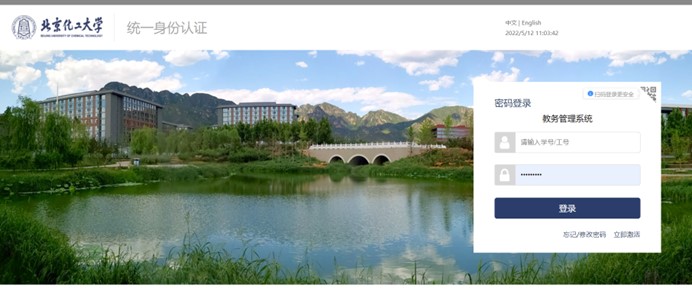 北京化工大学
BEIJING UNIVERSITY OF CHEMICAL TECHNOLOGY
统一身份认证
中文 | English
2022/5/12 11:03:42
扫码登录更安全
密码登录
教务管理系统
请输入学号/工号
•••••••••
登录
忘记/修改密码 立即激活